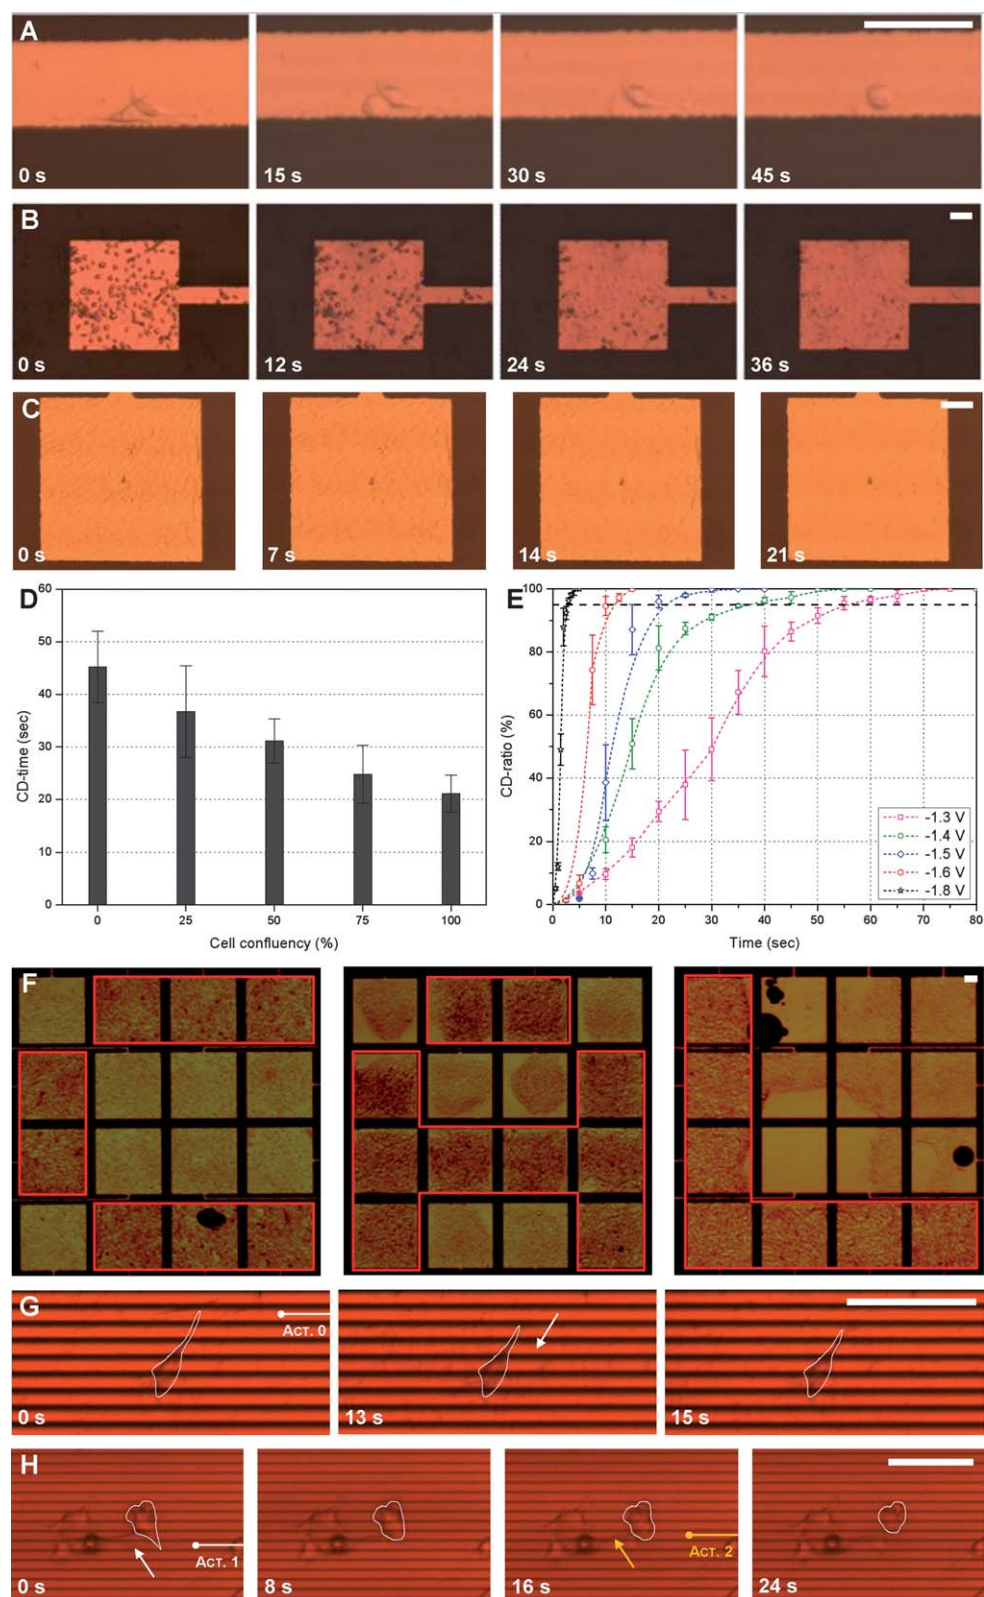 A
0 s
15 s
30 s
45 s
B
0 s
12 s
24 s
36 s
C
0 s
7 s
14 s
21 s
D
60
50
40
30
20
10
0
CD-time (sec)
0 25 50 75 100
Cell confluency (%)
E
100
80
60
40
20
0
CD-ratio (%)
-1.3 V
-1.4 V
-1.5 V
-1.6 V
-1.8 V
0 10 20 30 40 50 60 70 80
Time (sec)
F
G
ACT. 0
0 s
13 s
15 s
H
ACT. 1
0 s
8 s
ACT. 2
16 s
24 s